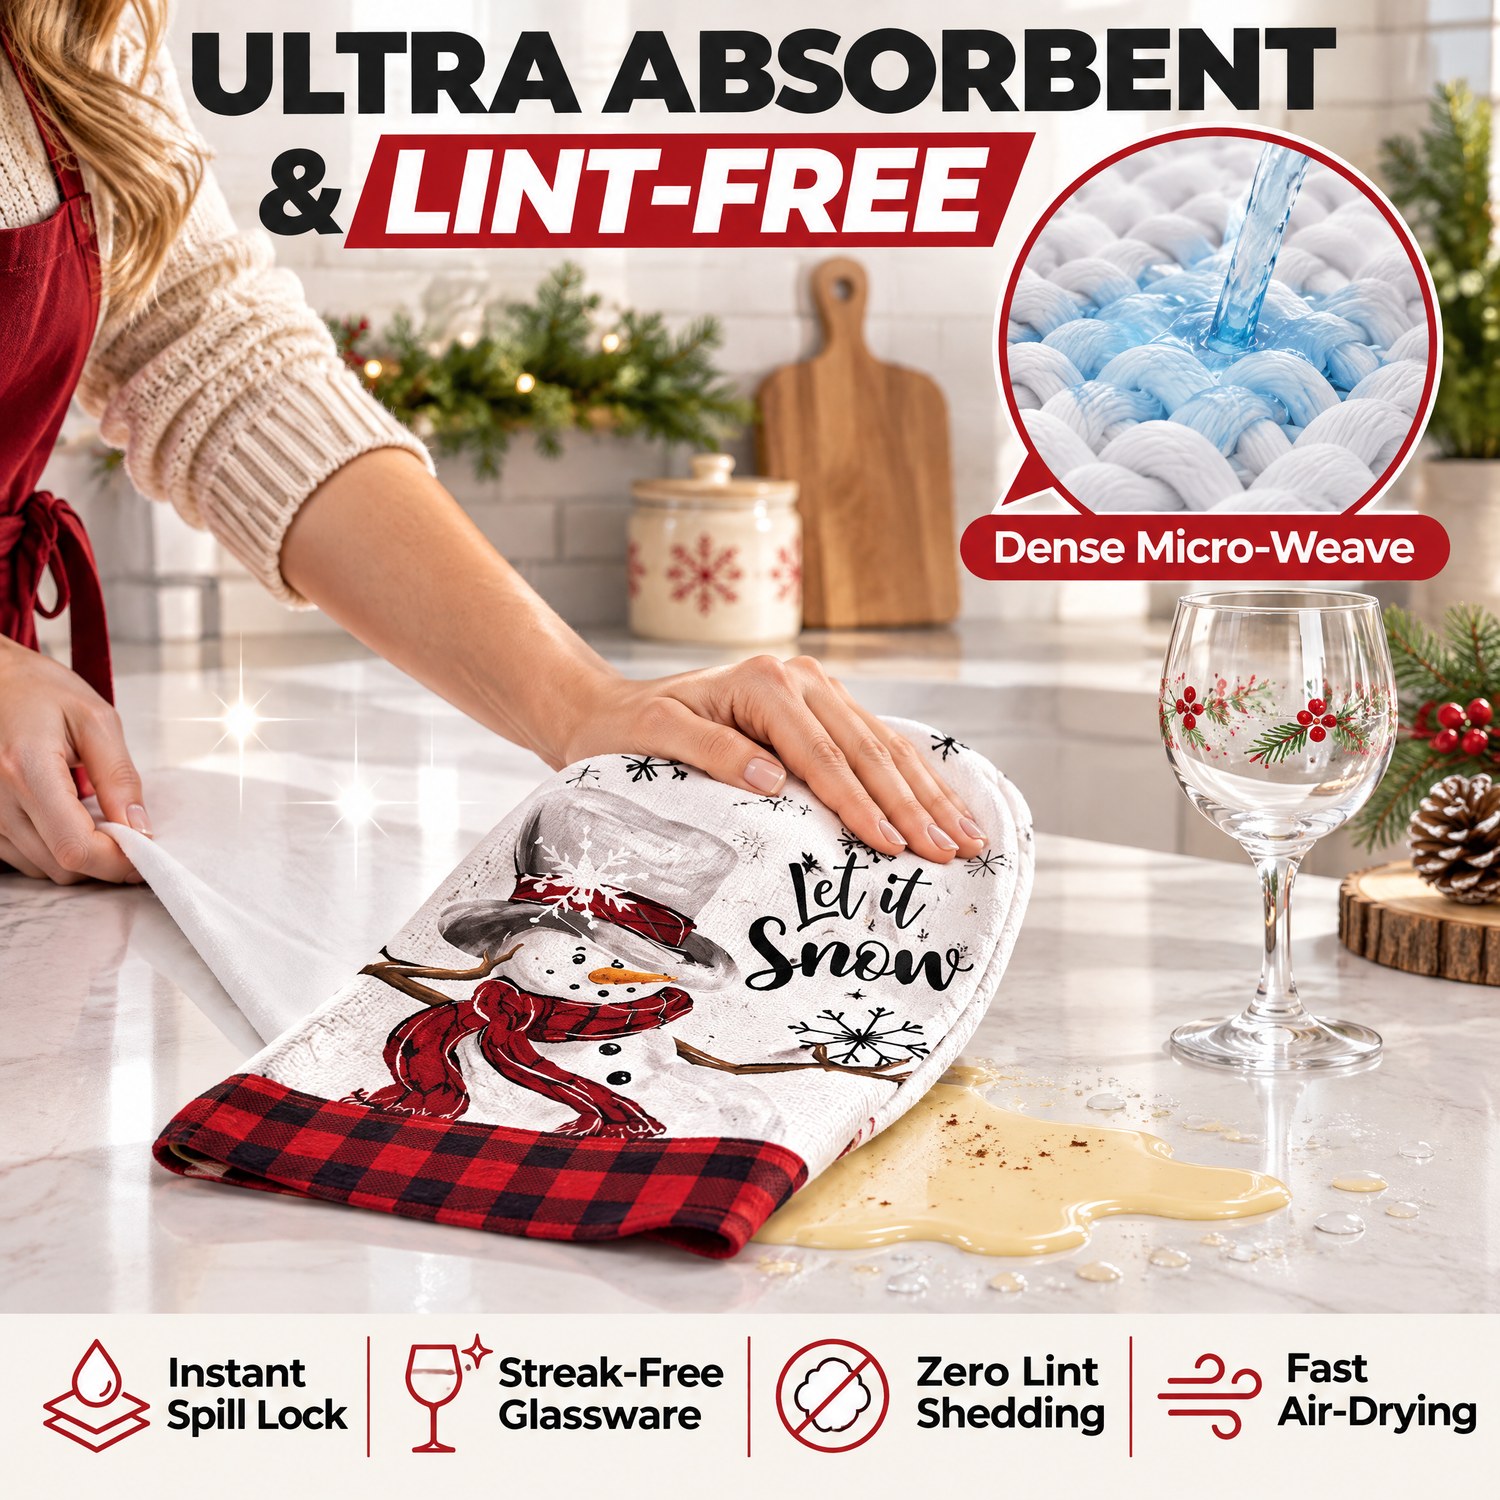 ULTRA ABSORBENT
& LINT-FREE
Dense Micro-Weave
Let it
Snow
Instant
Spill Lock
Streak-Free
Glassware
Zero Lint
Shedding
Fast
Air-Drying